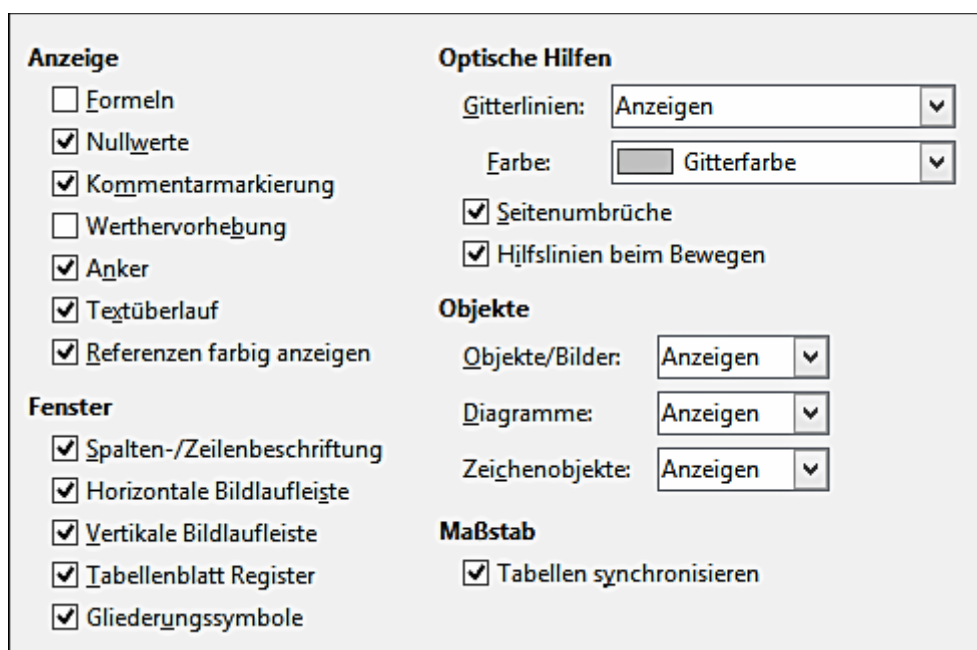 Anzeige
Formeln
Nullwerte
Kommentarmarkierung
Werthervorhebung
Anker
Textüberlauf
Referenzen farbig anzeigen
Fenster
Spalten-/Zeilenbeschriftung
Horizontale Bildlaufleiste
Vertikale Bildlaufleiste
Tabellenblatt Register
Gliederungssymbole
Optische Hilfen
Gitterlinien: Anzeigen
Farbe: Gitterfarbe
Seitenumbrüche
Hilfslinien beim Bewegen
Objekte
Objekte/Bilder: Anzeigen
Diagramme: Anzeigen
Zeichenobjekte: Anzeigen
Maßstab
Tabellen synchronisieren